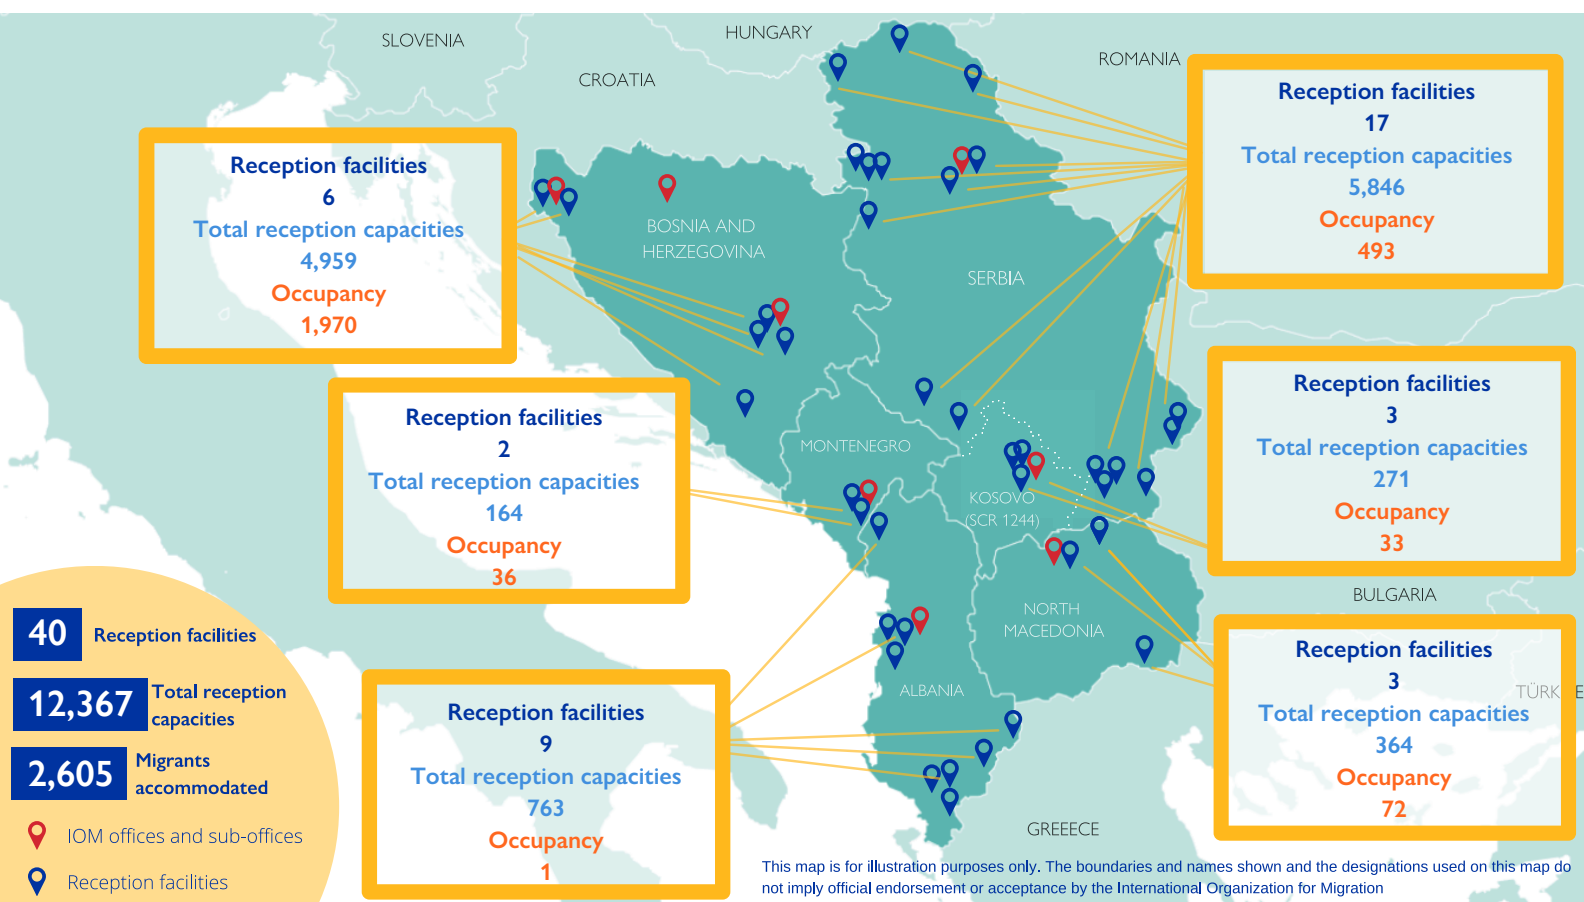 SLOVENIA
HUNGARY
CROATIA
ROMANIA
Reception facilities
17
Total reception capacities
5,846
Occupancy
493
Reception facilities
6
Total reception capacities
4,959
Occupancy
1,970
BOSNIA AND
HERZEGOVINA
SERBIA
Reception facilities
3
Total reception capacities
271
Occupancy
33
Reception facilities
2
Total reception capacities
164
Occupancy
36
MONTENEGRO
KOSOVO
(SCR 1244)
BULGARIA
NORTH
MACEDONIA
Reception facilities
3
Total reception capacities
364
Occupancy
72
TÜRKİYE
ALBANIA
Reception facilities
9
Total reception capacities
763
Occupancy
1
GREEECE
40 Reception facilities
12,367 Total reception
capacities
2,605 Migrants
accommodated
IOM offices and sub-offices
Reception facilities
This map is for illustration purposes only. The boundaries and names shown and the designations used on this map do
not imply official endorsement or acceptance by the International Organization for Migration